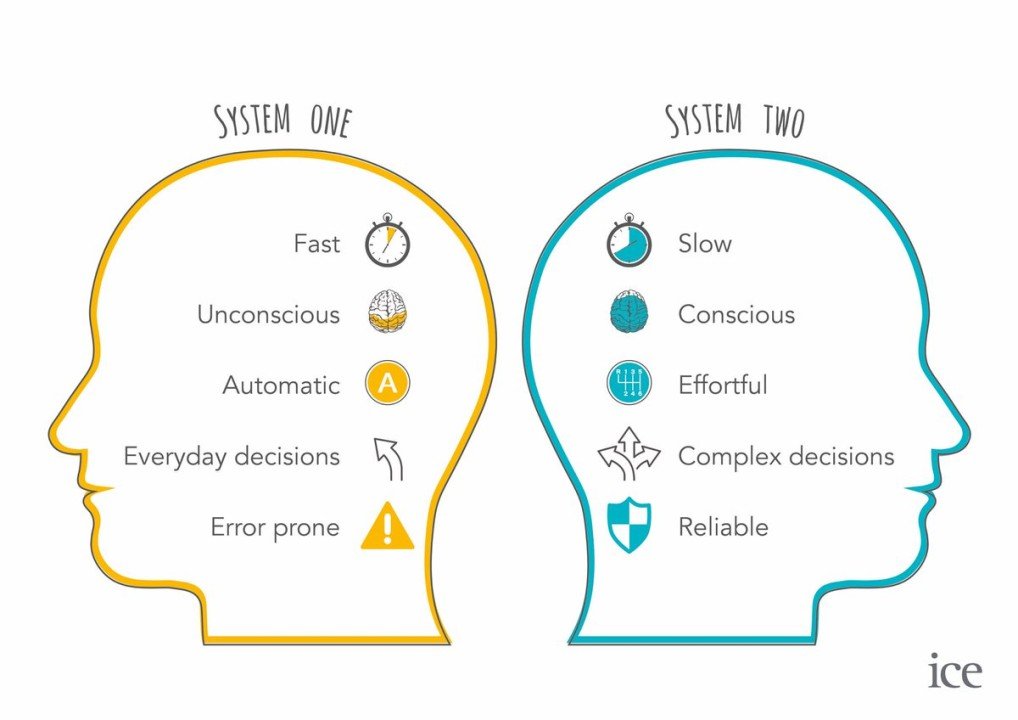 SYSTEM ONE
Fast
Unconscious
Automatic
A
Everyday decisions
Error prone
!
SYSTEM TWO
Slow
Conscious
R 1 3 5
2 4 6
Effortful
Complex decisions
Reliable
ice